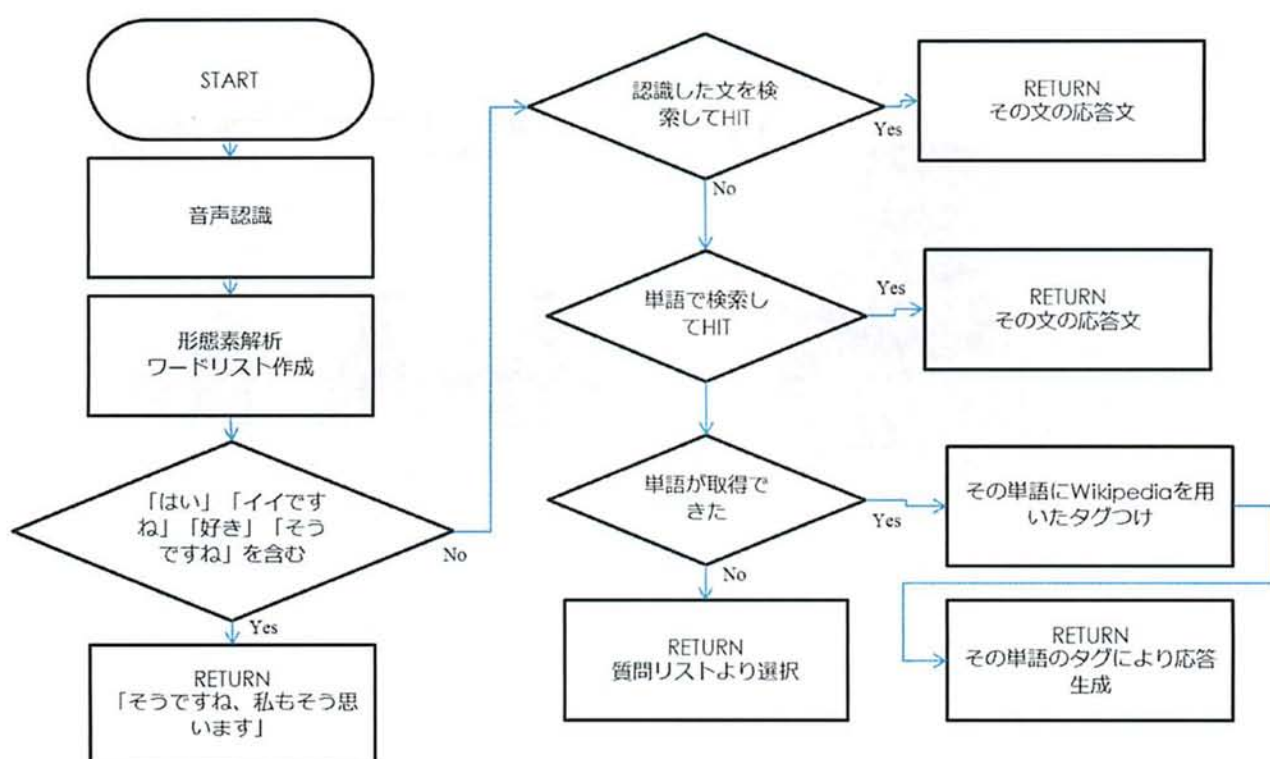 START
音声認識
形態素解析
ワードリスト作成
「はい」「イイです
ね」「好き」「そう
ですね」を含む
No
Yes
RETURN
「そうですね、私もそう思
います」
認識した文を検
索してHIT
Yes
No
RETURN
その文の応答文
単語で検索し
てHIT
Yes
RETURN
その文の応答文
単語が取得で
きた
Yes
No
その単語にWikipediaを用
いたタグつけ
RETURN
質問リストより選択
RETURN
その単語のタグにより応答
生成